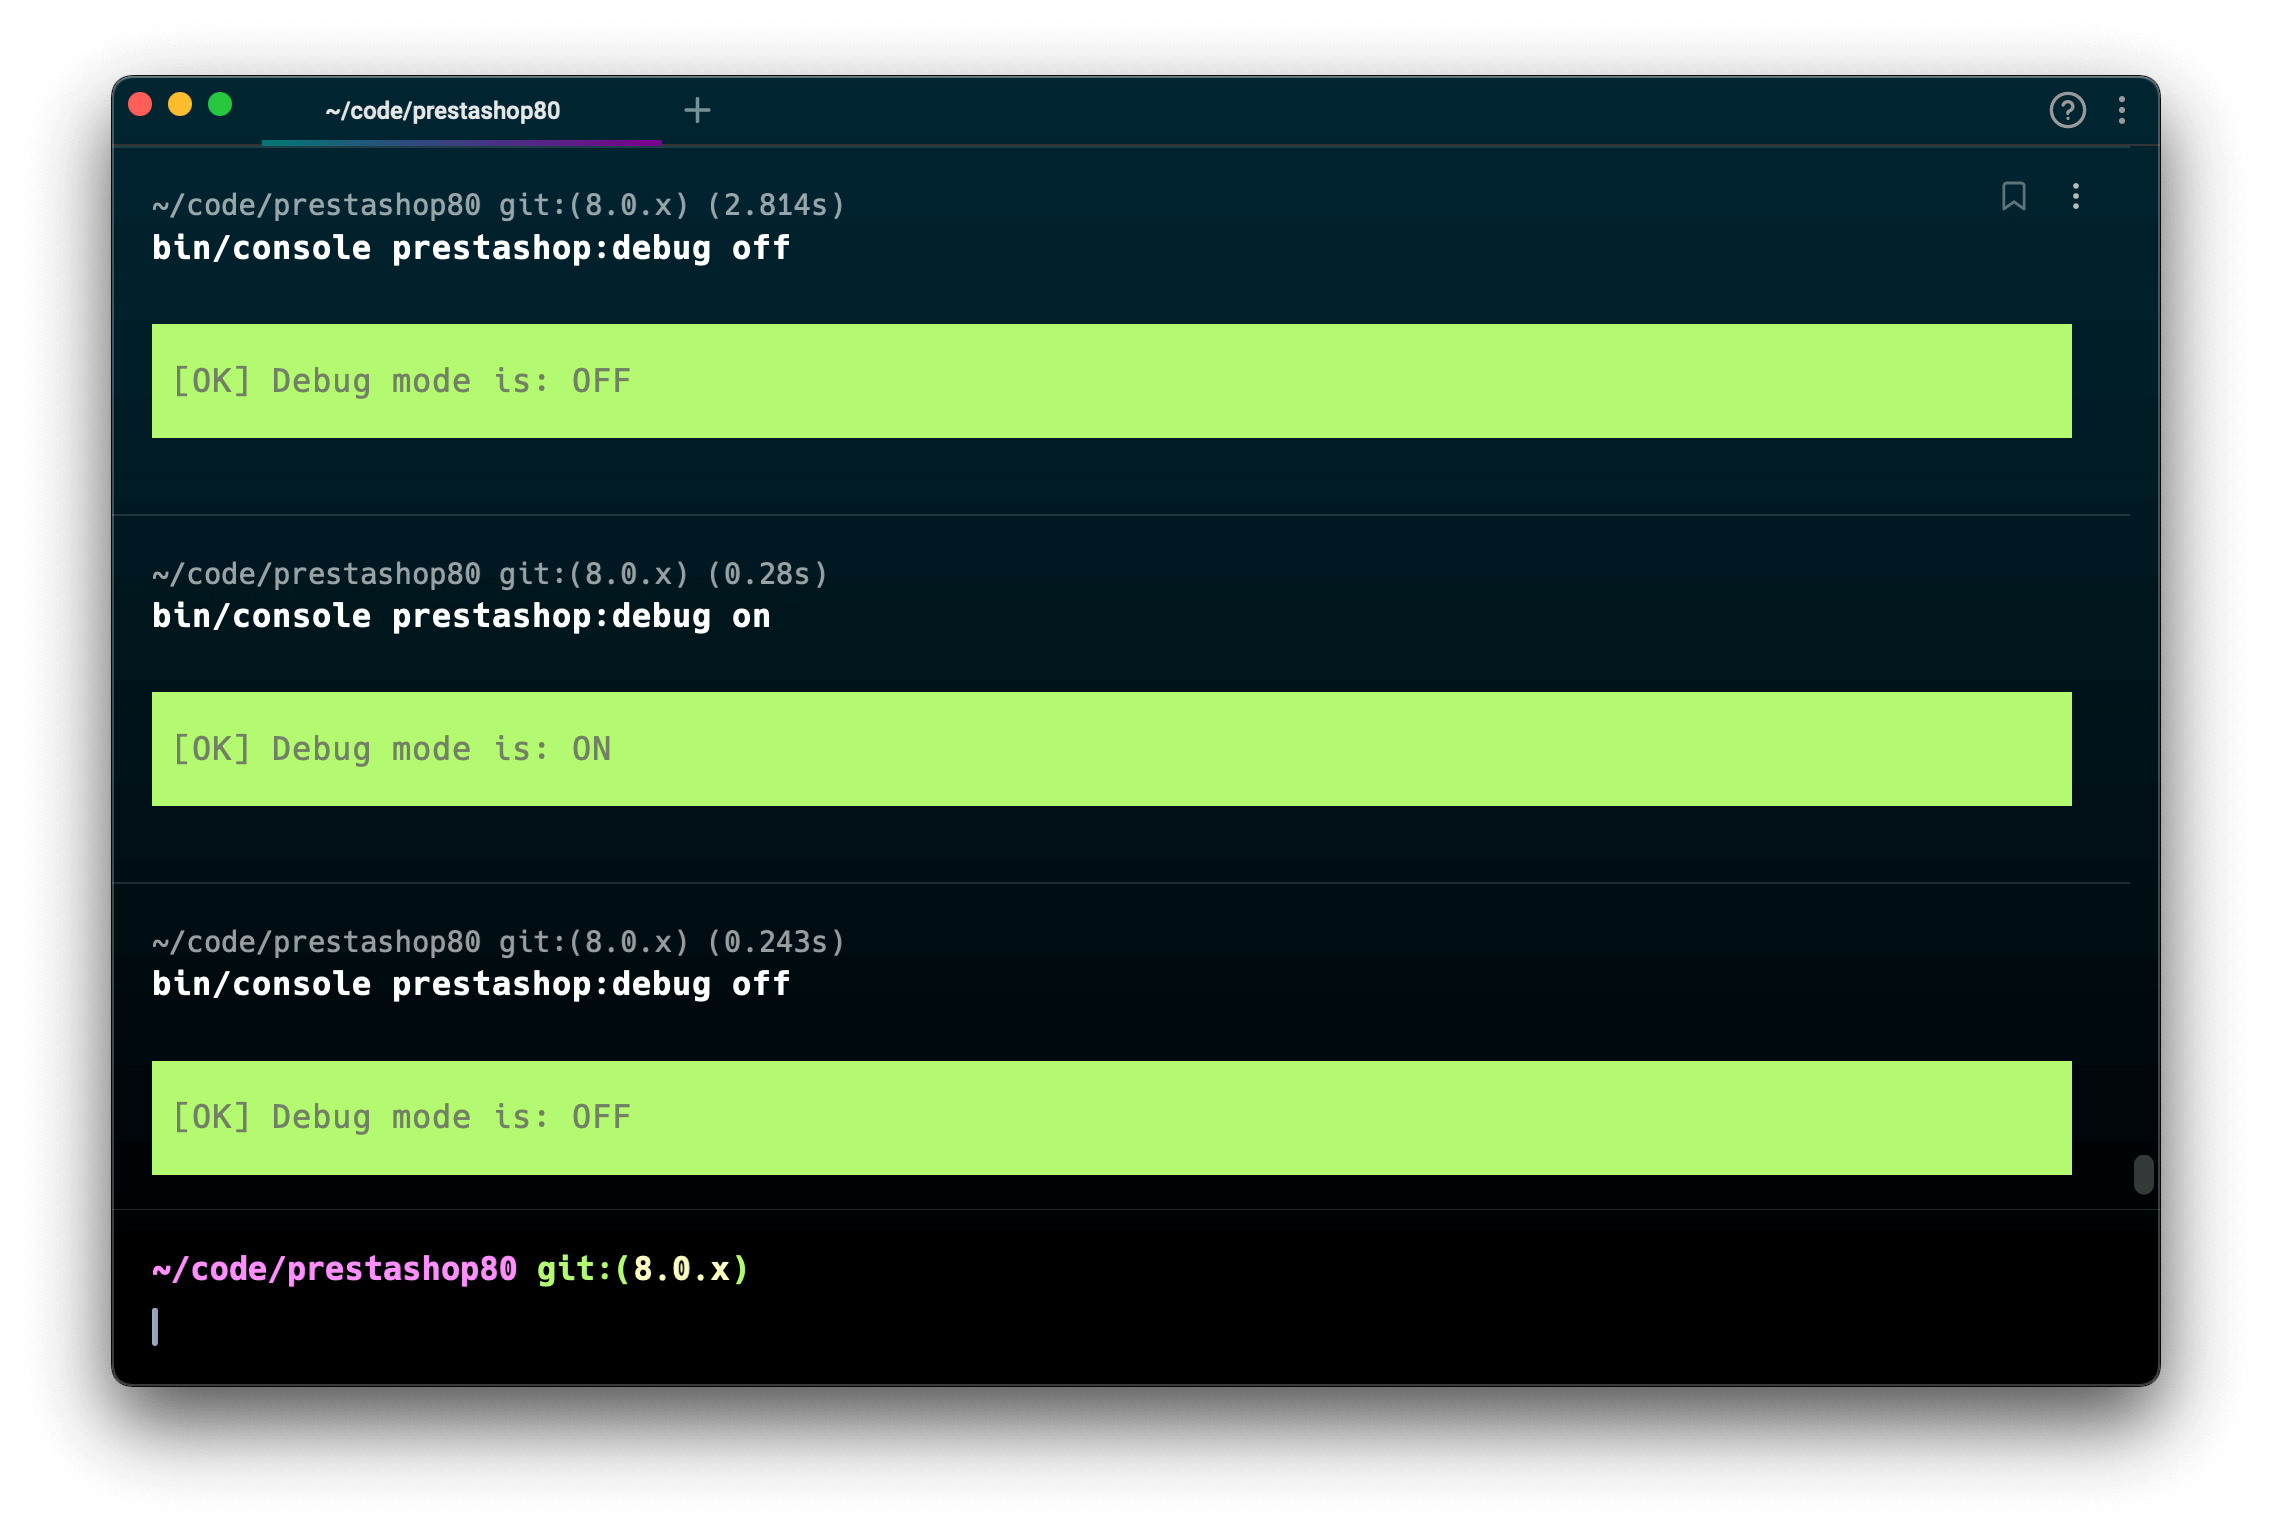 ~/code/prestashop80
~/code/prestashop80 git:(8.0.x) (2.814s)
bin/console prestashop:debug off
[OK] Debug mode is: OFF
~/code/prestashop80 git:(8.0.x) (0.28s)
bin/console prestashop:debug on
[OK] Debug mode is: ON
~/code/prestashop80 git:(8.0.x) (0.243s)
bin/console prestashop:debug off
[OK] Debug mode is: OFF
~/code/prestashop80 git:(8.0.x)